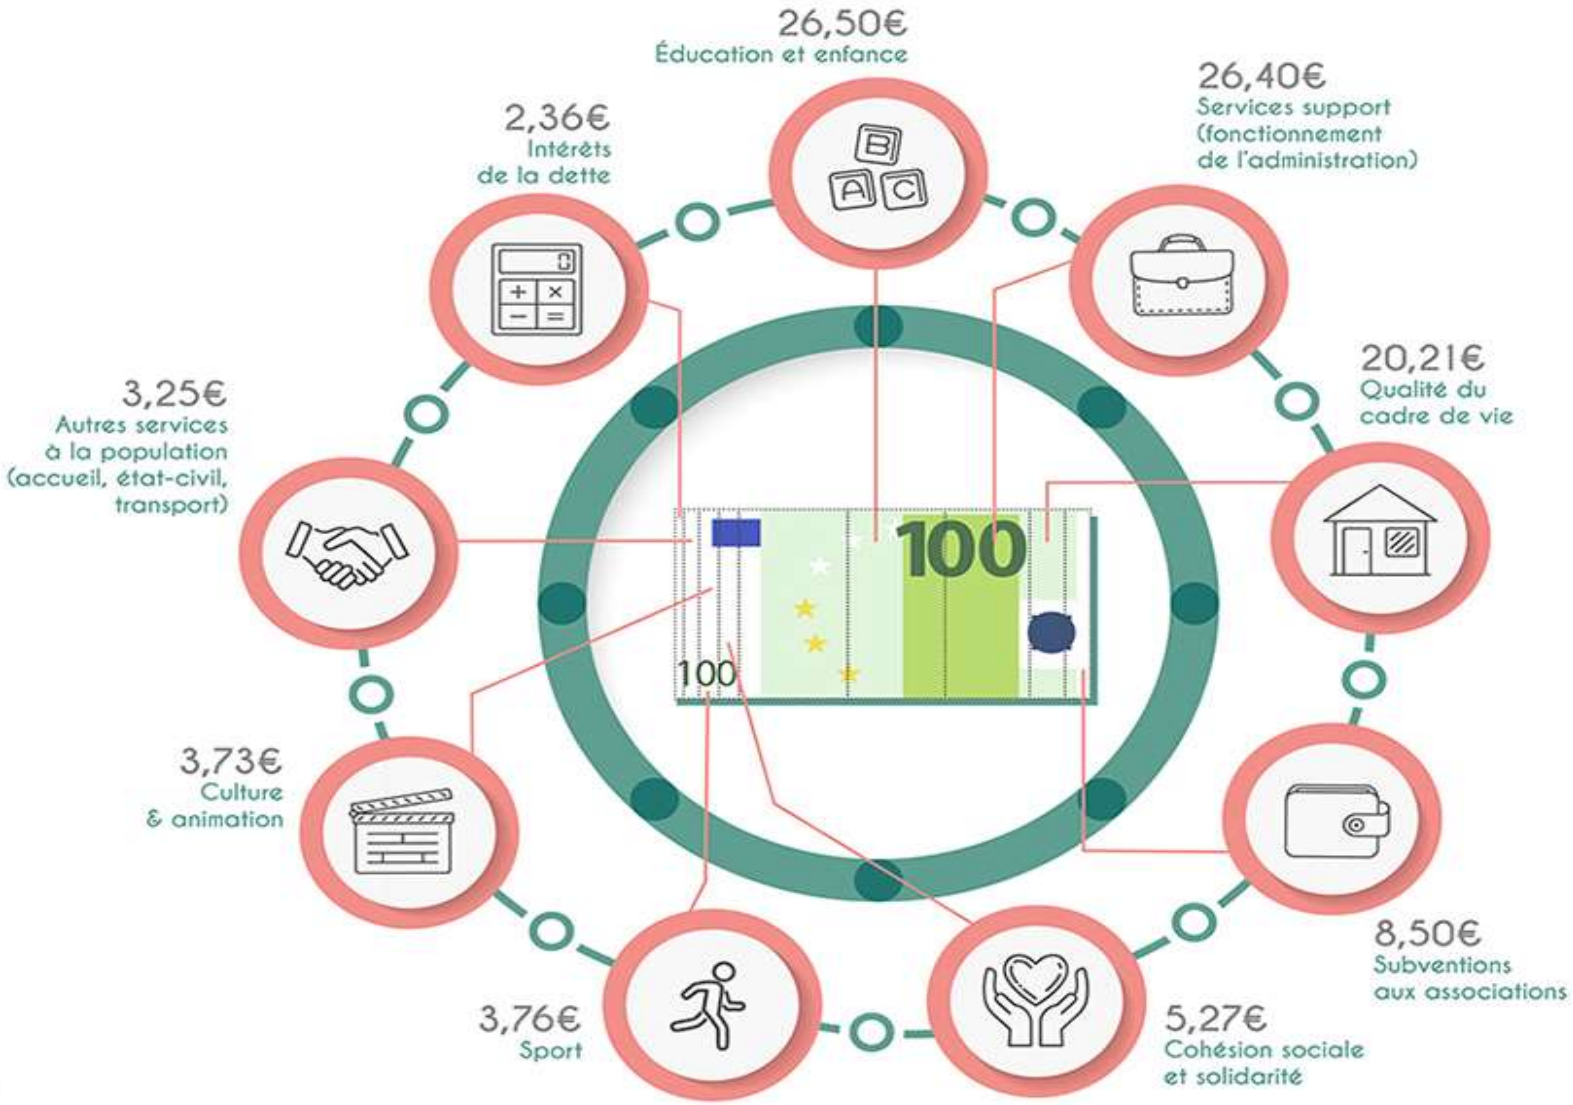 26,50€
Éducation et enfance
26,40€
Services support
(fonctionnement
de l'administration)
2,36€
Intérêts
de la dette
B
A C
0
+ ×
− =
20,21€
Qualité du
cadre de vie
3,25€
Autres services
à la population
(accueil, état-civil,
transport)
100
100
3,73€
Culture
& animation
8,50€
Subventions
aux associations
3,76€
Sport
5,27€
Cohésion sociale
et solidarité